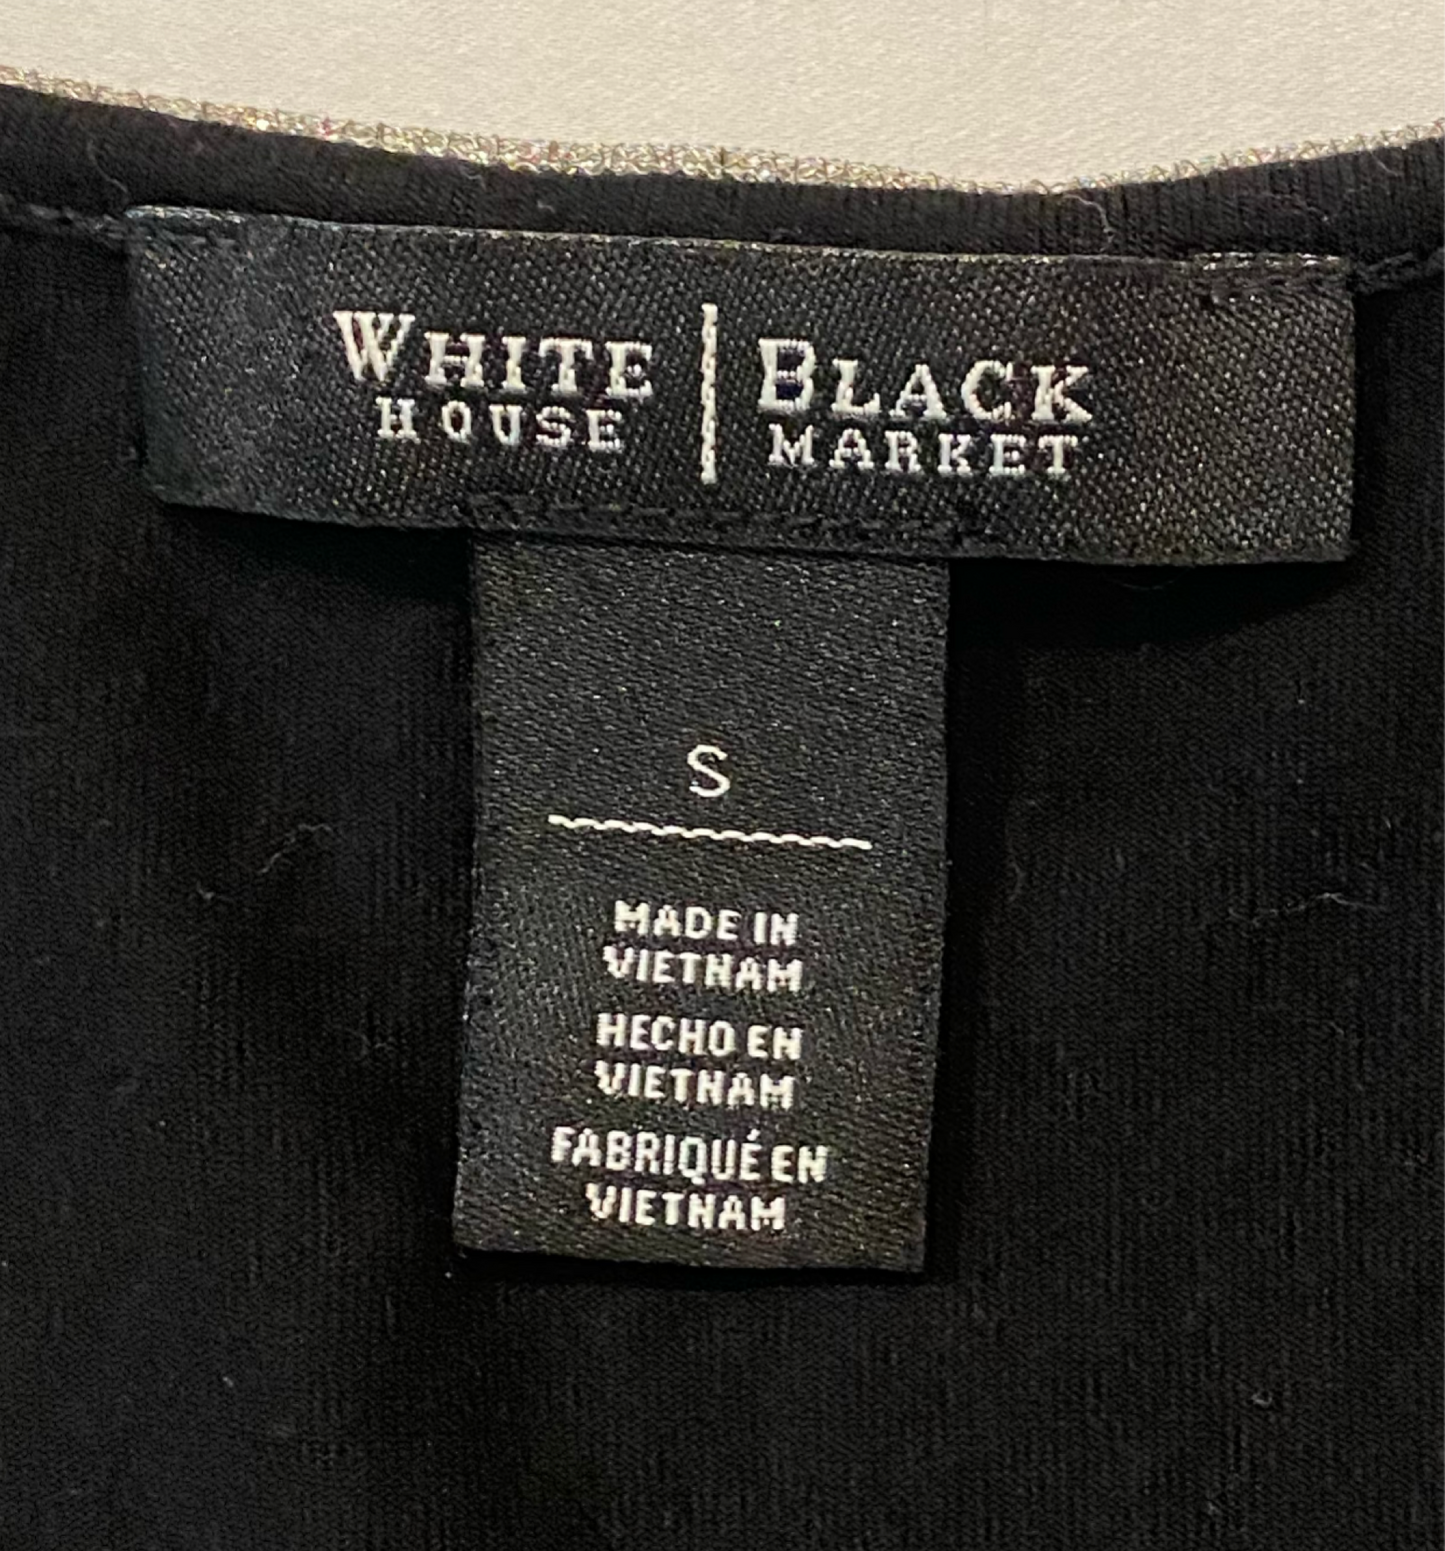 WHITE | BLACK
HOUSE | MARKET
S
MADE IN
VIETNAM
HECHO EN
VIETNAM
FABRIQUÉ EN
VIETNAM